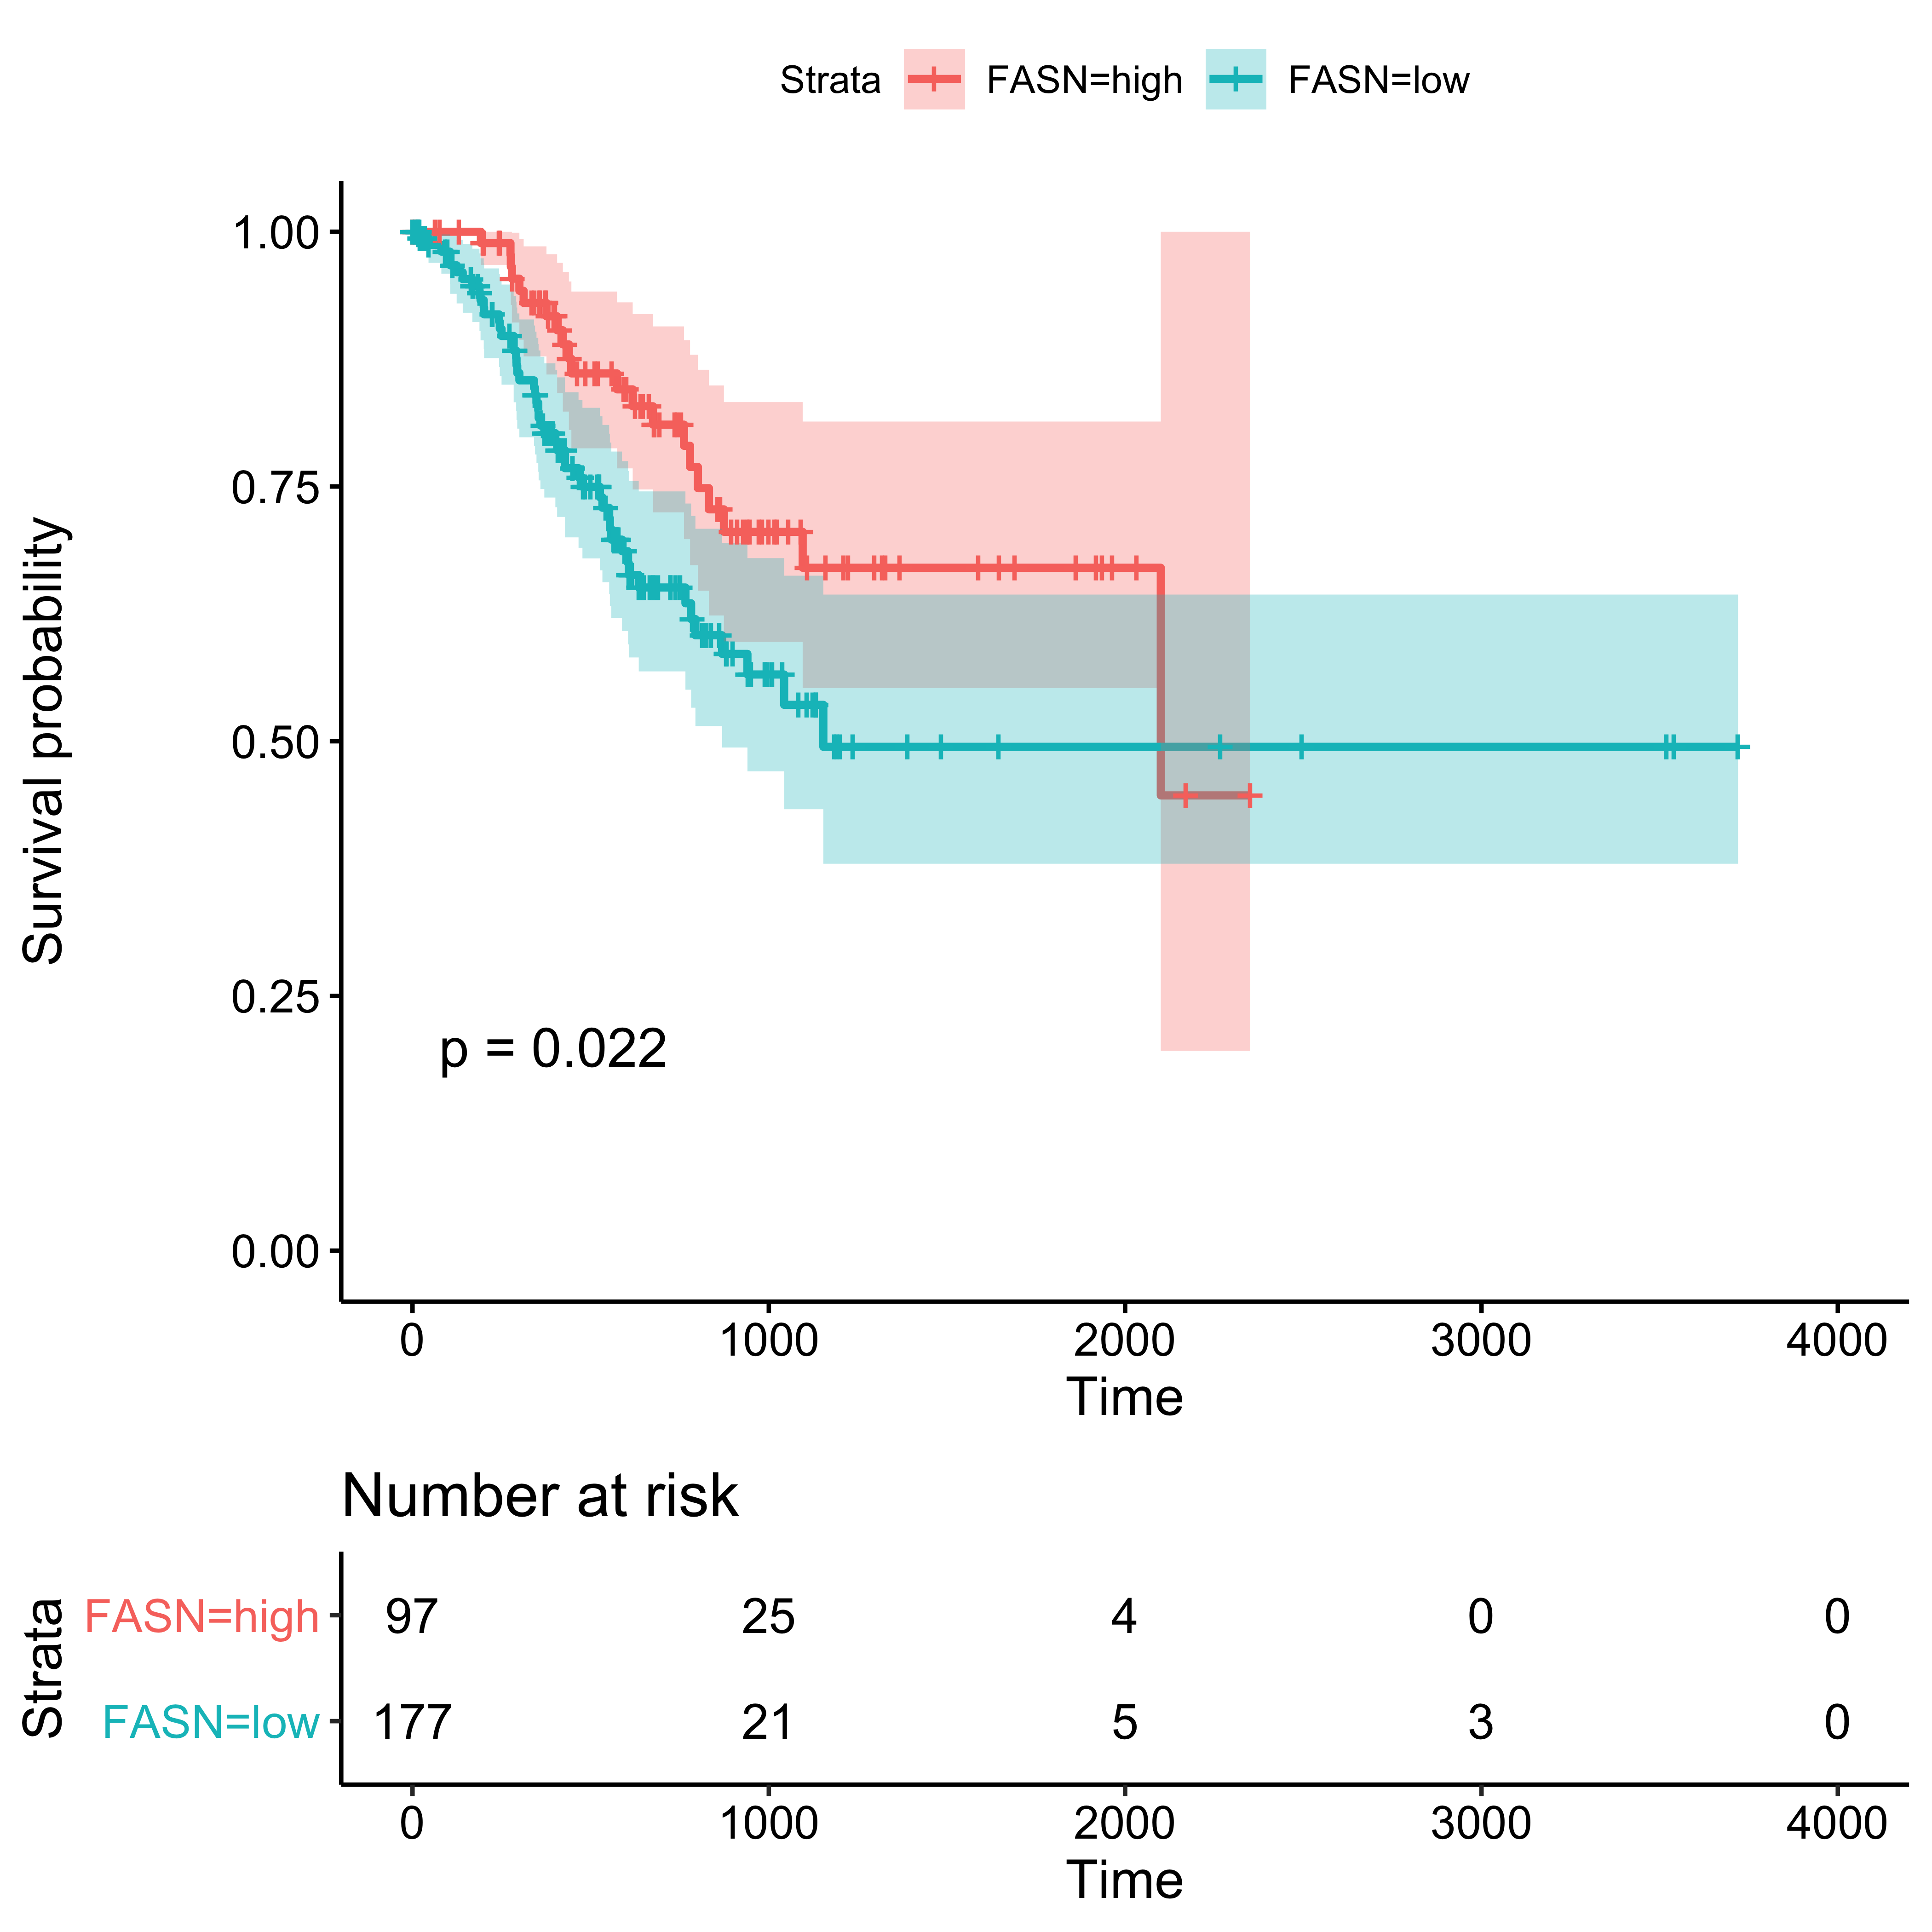 Strata FASN=high FASN=low
1.00
0.75
0.50
0.25
0.00
Survival probability
p = 0.022
0 1000 2000 3000 4000
Time
Number at risk
Strata
FASN=high 97 25 4 0 0
FASN=low 177 21 5 3 0
0 1000 2000 3000 4000
Time